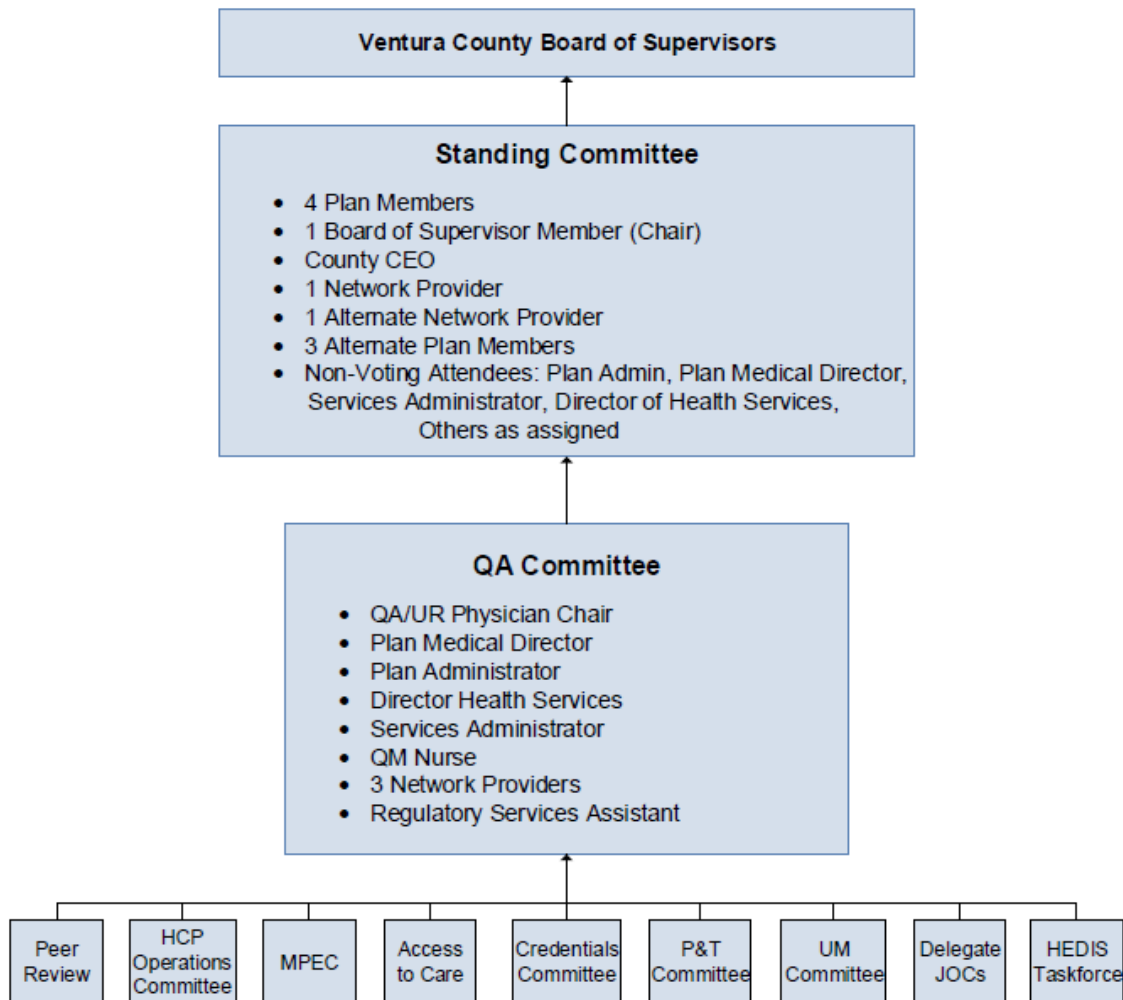 Ventura County Board of Supervisors
Standing Committee
• 4 Plan Members
• 1 Board of Supervisor Member (Chair)
• County CEO
• 1 Network Provider
• 1 Alternate Network Provider
• 3 Alternate Plan Members
• Non-Voting Attendees: Plan Admin, Plan Medical Director,
Services Administrator, Director of Health Services,
Others as assigned
QA Committee
• QA/UR Physician Chair
• Plan Medical Director
• Plan Administrator
• Director Health Services
• Services Administrator
• QM Nurse
• 3 Network Providers
• Regulatory Services Assistant
Peer
Review
HCP
Operations
Committee
MPEC
Access
to Care
Credentials
Committee
P&T
Committee
UM
Committee
Delegate
JOCs
HEDIS
Taskforce